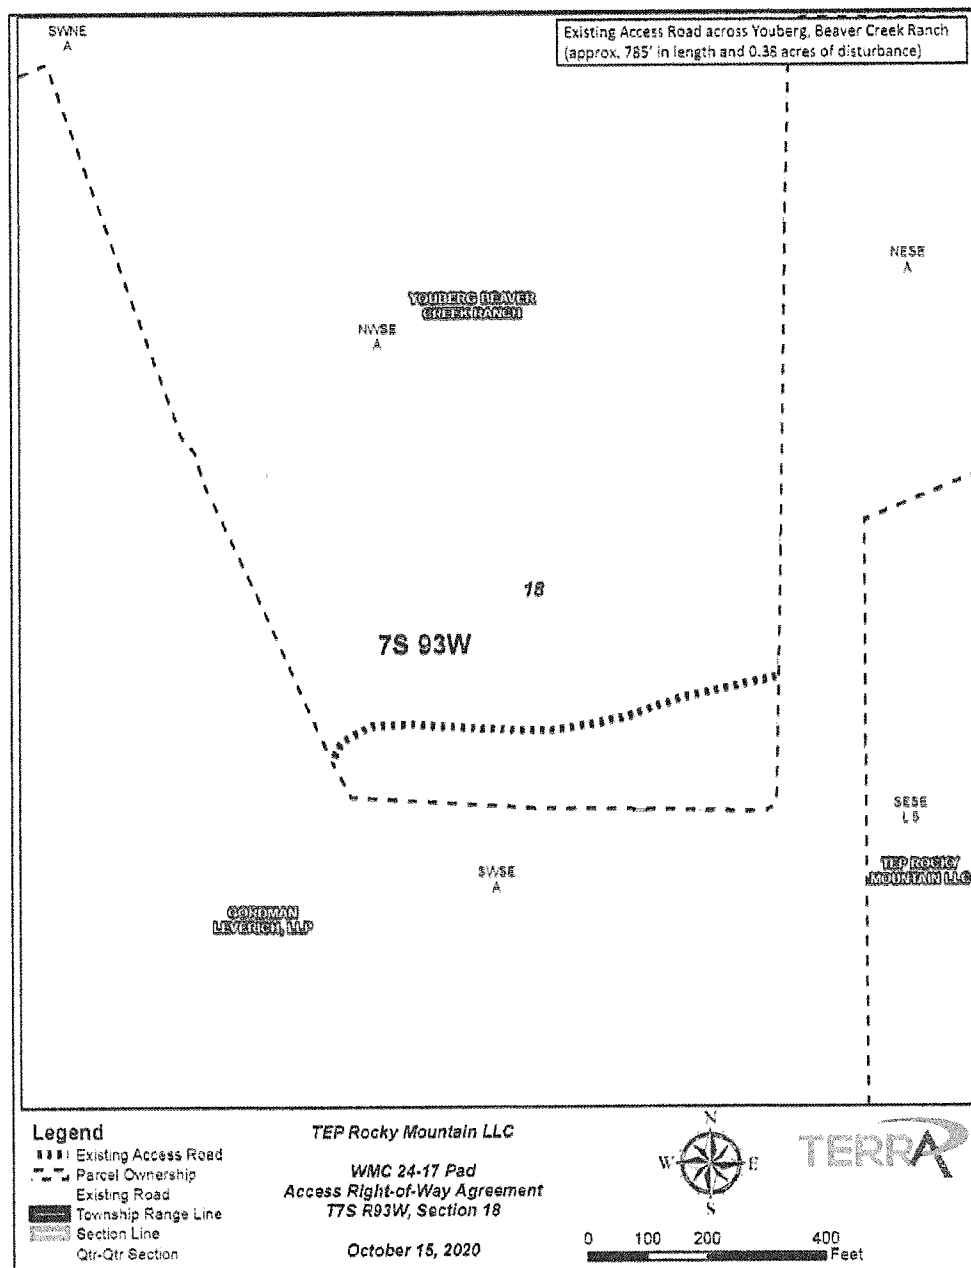 SWNE
A
Existing Access Road across Youberg, Beaver Creek Ranch
(approx. 785' in length and 0.38 acres of disturbance)
NESE
A
YOUBERG BEAVER
CREEK RANCH
NWSE
A
18
7S 93W
SESE
L 5
TEP ROCKY
MOUNTAIN LLC
SWSE
A
GORDMAN
LEVERICH, LLP
Legend
Existing Access Road
Parcel Ownership
Existing Road
Township Range Line
Section Line
Qtr-Qtr Section
TEP Rocky Mountain LLC
WMC 24-17 Pad
Access Right-of-Way Agreement
T7S R93W, Section 18
October 15, 2020
N
W E
S
TERRA
0 100 200 400
Feet